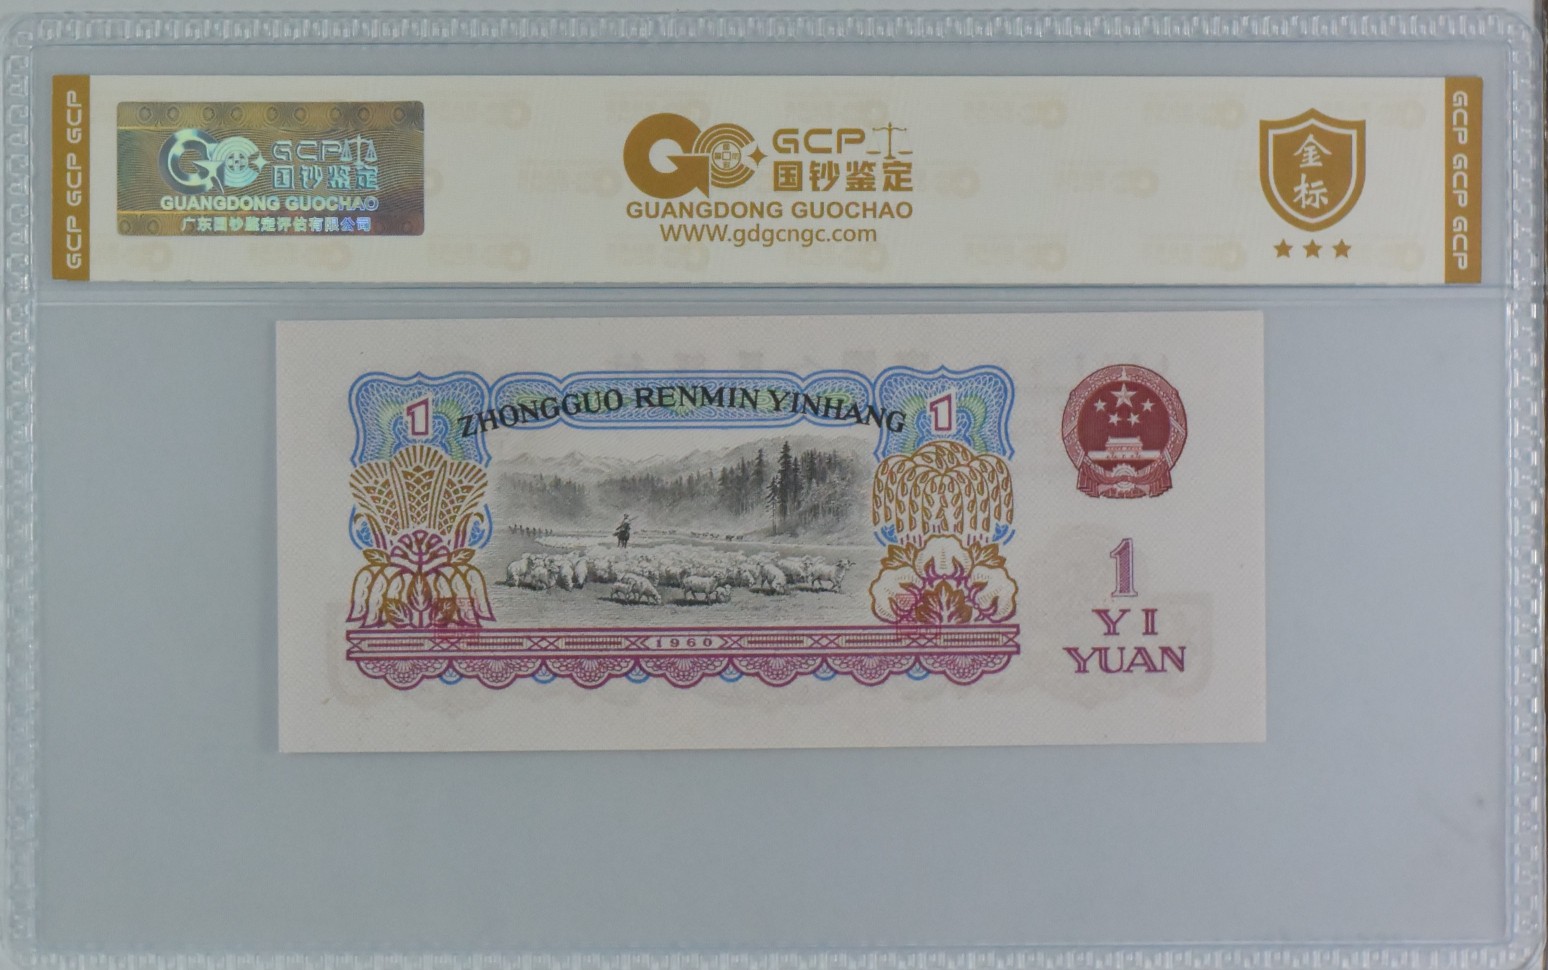 GCP GCP GCP
GCP
国钞鉴定
GUANGDONG GUOCHAO
广东国钞鉴定评估有限公司
GCP
国钞鉴定
GUANGDONG GUOCHAO
WWW.gdgcngc.com
金
标
GCP GCP GCP
ZHONGGUO RENMIN YINHANG
1
1
1
YI
YUAN
1960